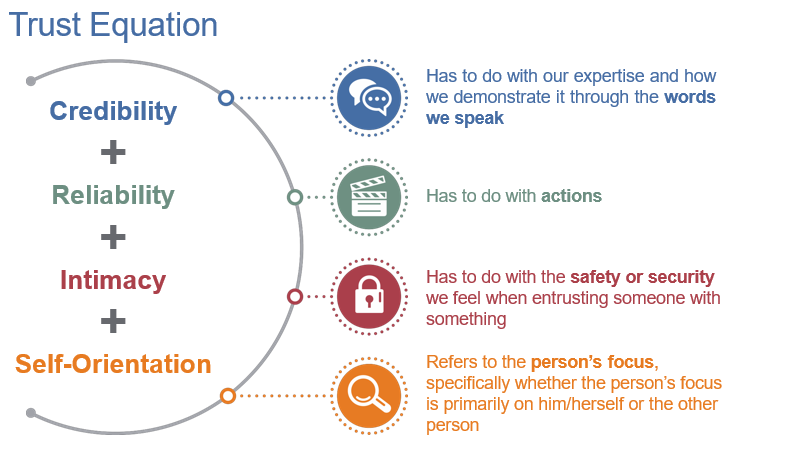 Trust Equation
Credibility
+
Reliability
+
Intimacy
+
Self-Orientation
Has to do with our expertise and how
we demonstrate it through the words
we speak
Has to do with actions
Has to do with the safety or security
we feel when entrusting someone with
something
Refers to the person’s focus,
specifically whether the person’s focus
is primarily on him/herself or the other
person